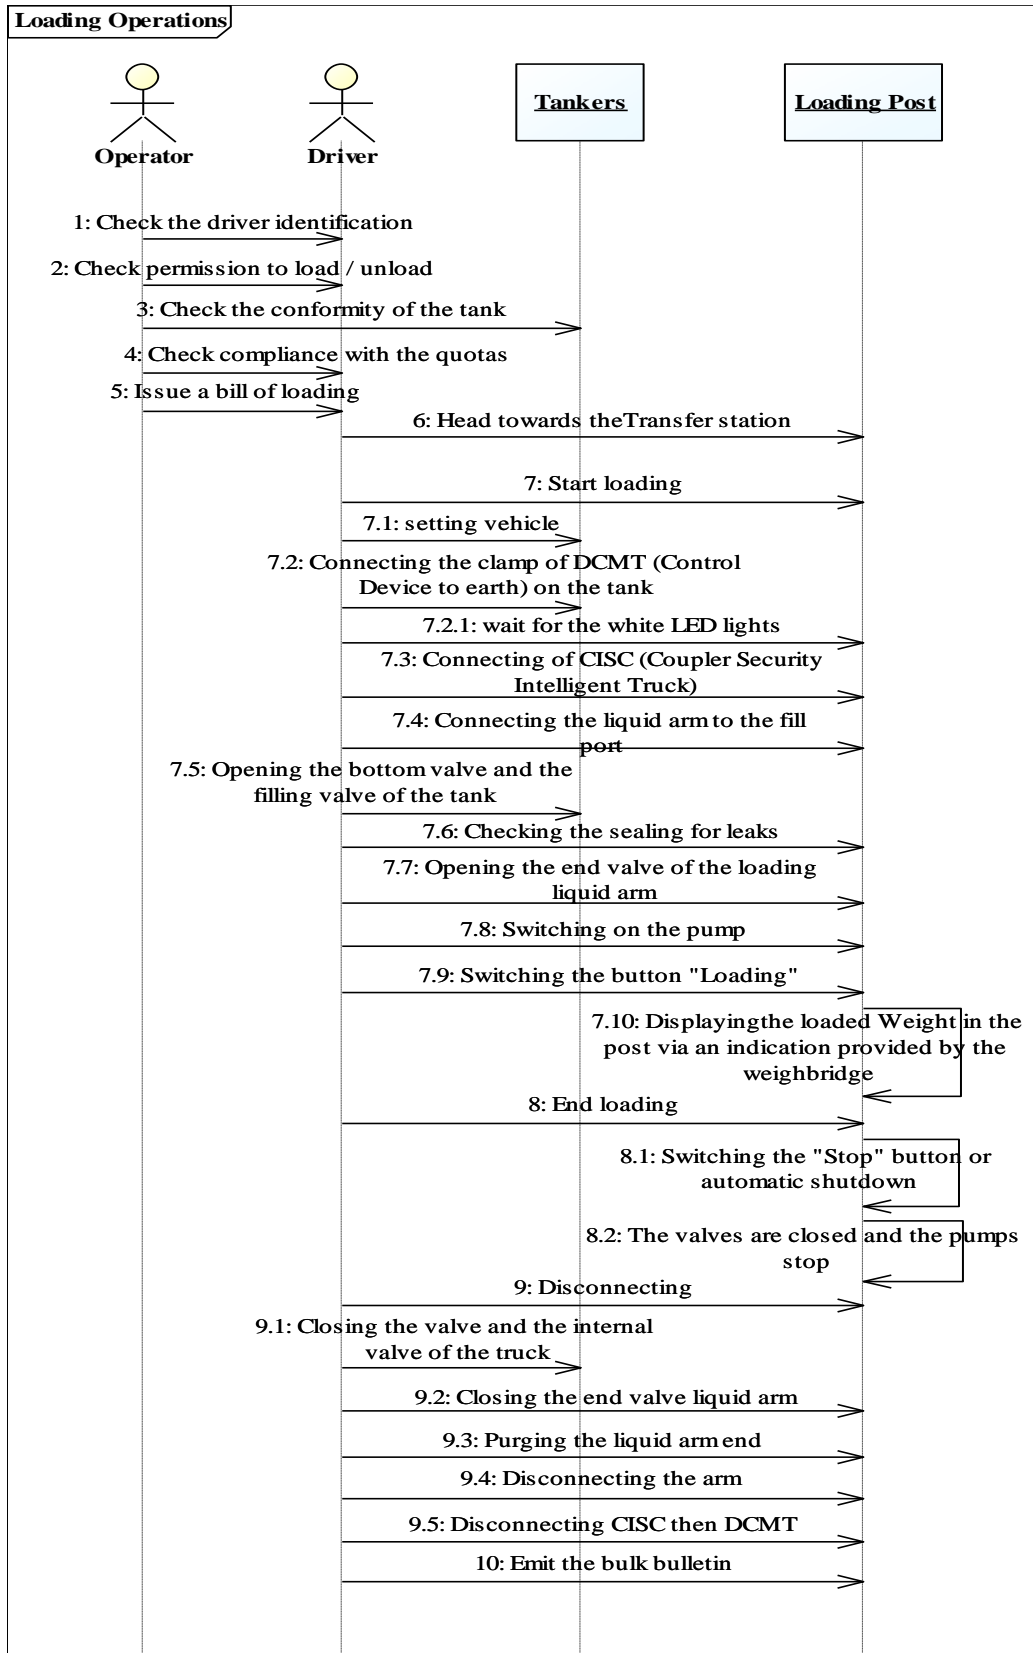 Loading Operations
Operator
Driver
Tankers
Loading Post
1: Check the driver identification
2: Check permission to load / unload
3: Check the conformity of the tank
4: Check compliance with the quotas
5: Issue a bill of loading
6: Head towards theTransfer station
7: Start loading
7.1: setting vehicle
7.2: Connecting the clamp of DCMT (Control
Device to earth) on the tank
7.2.1: wait for the white LED lights
7.3: Connecting of CISC (Coupler Security
Intelligent Truck)
7.4: Connecting the liquid arm to the fill
port
7.5: Opening the bottom valve and the
filling valve of the tank
7.6: Checking the sealing for leaks
7.7: Opening the end valve of the loading
liquid arm
7.8: Switching on the pump
7.9: Switching the button "Loading"
7.10: Displayingthe loaded Weight in the
post via an indication provided by the
weighbridge
8: End loading
8.1: Switching the "Stop" button or
automatic shutdown
8.2: The valves are closed and the pumps
stop
9: Disconnecting
9.1: Closing the valve and the internal
valve of the truck
9.2: Closing the end valve liquid arm
9.3: Purging the liquid arm end
9.4: Disconnecting the arm
9.5: Disconnecting CISC then DCMT
10: Emit the bulk bulletin